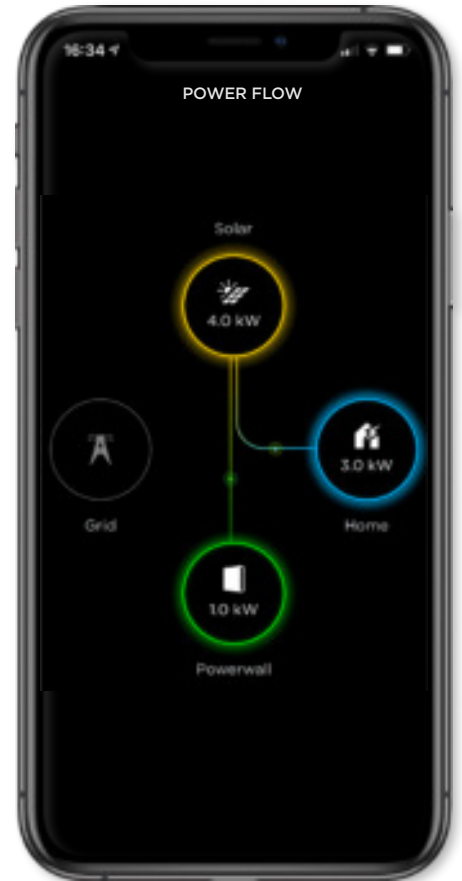 16:34
POWER FLOW
Solar
4.0 kW
3.0 kW
Grid
Home
1.0 kW
Powerwall